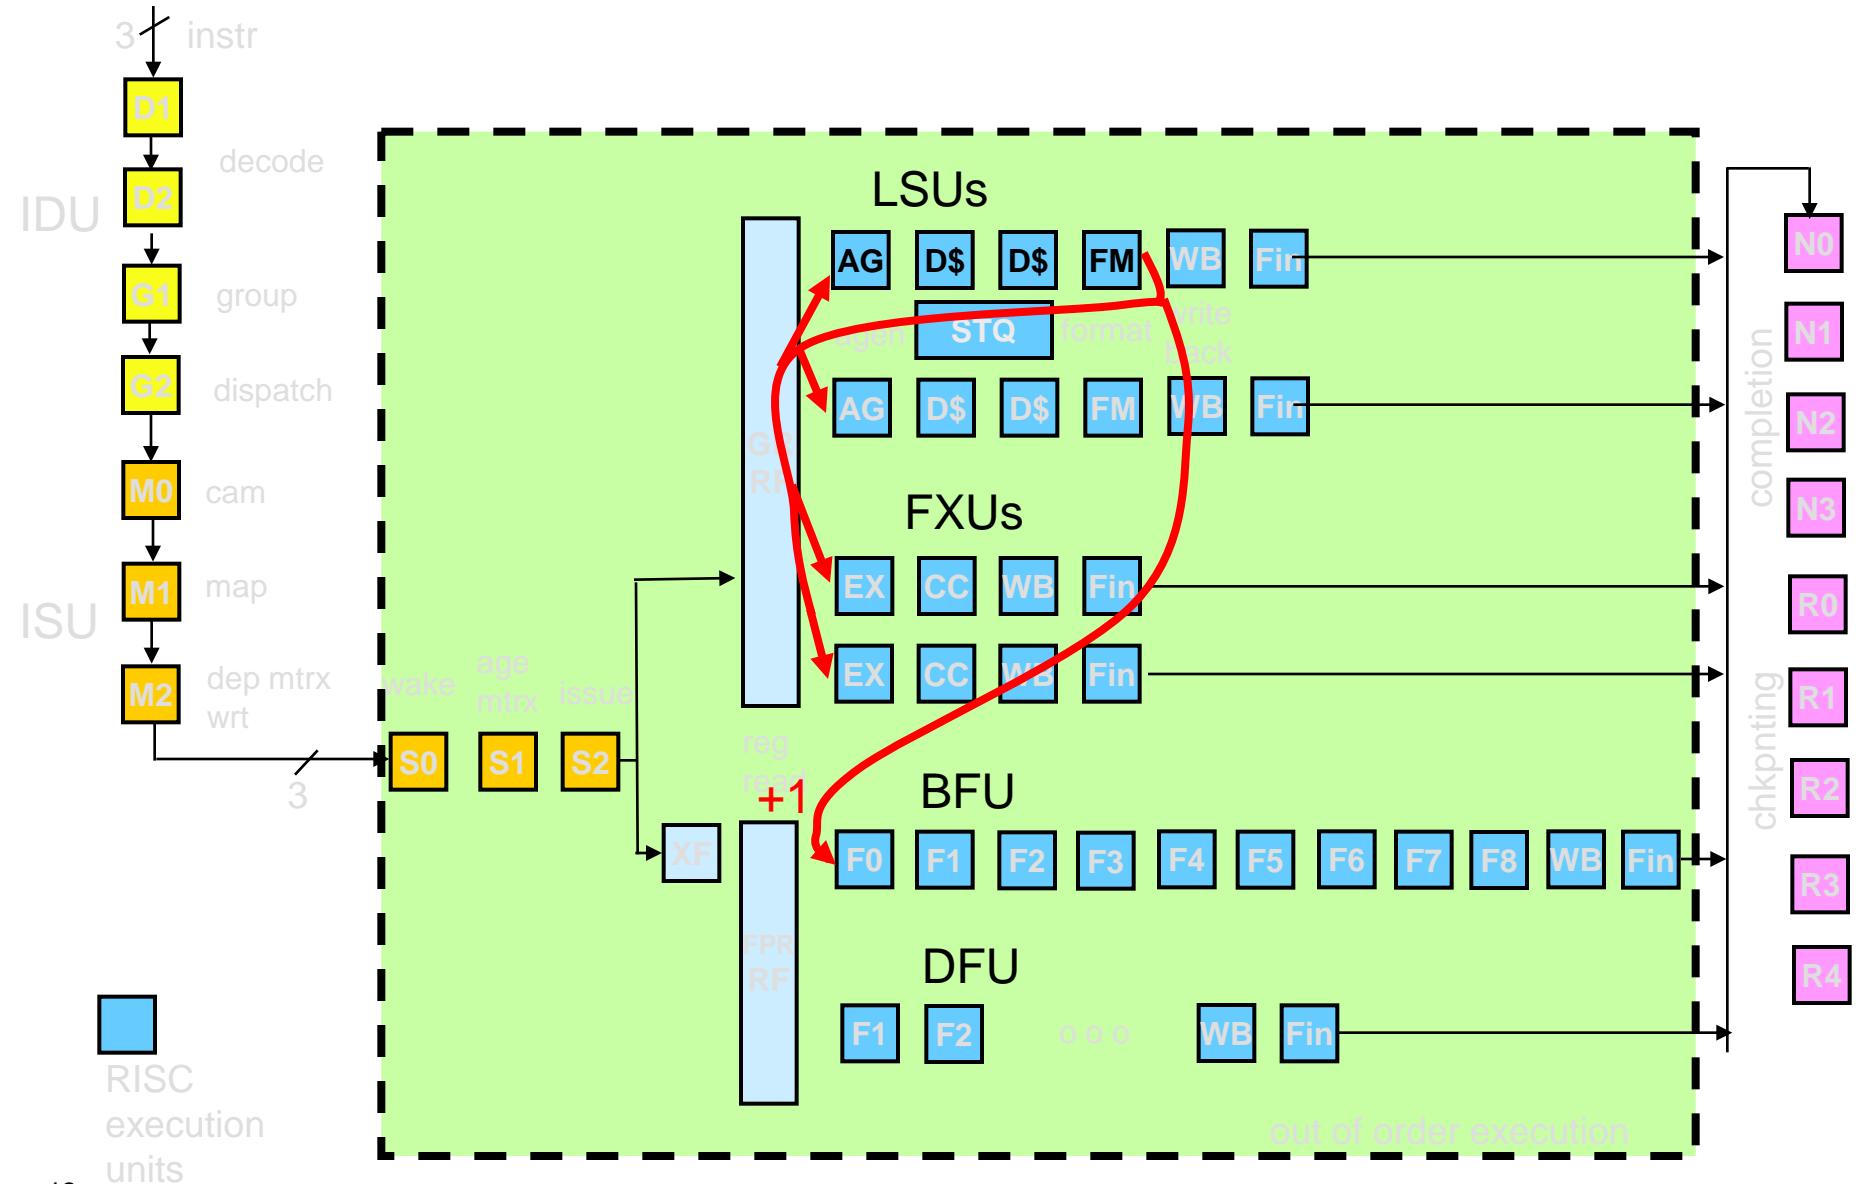 3 instr
D1
decode
D2
IDU
G1 group
G2 dispatch
M0 cam
M1 map
ISU
M2 dep mtrx
wrt
3
RISC
execution
units
wake
age
mtrx
issue
S0 S1 S2
XF
LSUs
AG D$ D$ FM WB Fin
agen STQ format write
back
AG D$ D$ FM WB Fin
RF
FXUs
EX CC WB Fin
EX CC WB Fin
reg
read
+1
BFU
F0 F1 F2 F3 F4 F5 F6 F7 F8 WB Fin
FPR
RF
DFU
F1 F2 o o o WB Fin
out of order execution
completion
N0
N1
N2
N3
chkpnting
R0
R1
R2
R3
R4